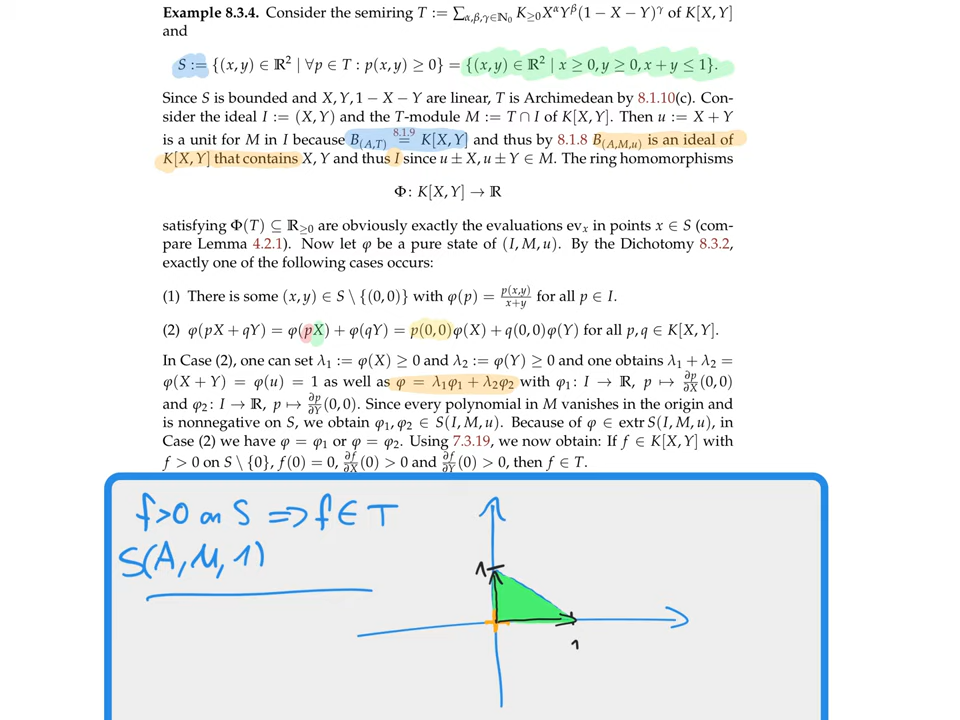 Example 8.3.4. Consider the semiring T := ∑_{α,β,γ∈ℕ₀} K_{≥0}X^αY^β(1 − X − Y)^γ of K[X, Y]
and
S := {(x, y) ∈ ℝ² | ∀p ∈ T : p(x, y) ≥ 0} = {(x, y) ∈ ℝ² | x ≥ 0, y ≥ 0, x + y ≤ 1}.
Since S is bounded and X, Y, 1 − X − Y are linear, T is Archimedean by 8.1.10(c). Con-
sider the ideal I := (X, Y) and the T-module M := T ∩ I of K[X, Y]. Then u := X + Y
is a unit for M in I because B_{(A,T)} \overset{8.1.9}{=} K[X, Y] and thus by 8.1.8 B_{(A,M,u)} is an ideal of
K[X, Y] that contains X, Y and thus I since u ± X, u ± Y ∈ M. The ring homomorphisms
Φ : K[X, Y] → ℝ
satisfying Φ(T) ⊆ ℝ_{≥0} are obviously exactly the evaluations ev_x in points x ∈ S (com-
pare Lemma 4.2.1). Now let φ be a pure state of (I, M, u). By the Dichotomy 8.3.2,
exactly one of the following cases occurs:
(1) There is some (x, y) ∈ S \ {(0, 0)} with φ(p) = \frac{p(x,y)}{x+y} for all p ∈ I.
(2) φ(pX + qY) = φ(pX) + φ(qY) = p(0, 0)φ(X) + q(0, 0)φ(Y) for all p, q ∈ K[X, Y].
In Case (2), one can set λ₁ := φ(X) ≥ 0 and λ₂ := φ(Y) ≥ 0 and one obtains λ₁ + λ₂ =
φ(X + Y) = φ(u) = 1 as well as φ = λ₁φ₁ + λ₂φ₂ with φ₁ : I → ℝ, p ↦ \frac{∂p}{∂X}(0, 0)
and φ₂ : I → ℝ, p ↦ \frac{∂p}{∂Y}(0, 0). Since every polynomial in M vanishes in the origin and
is nonnegative on S, we obtain φ₁, φ₂ ∈ S(I, M, u). Because of φ ∈ extr S(I, M, u), in
Case (2) we have φ = φ₁ or φ = φ₂. Using 7.3.19, we now obtain: If f ∈ K[X, Y] with
f > 0 on S \ {0}, f(0) = 0, \frac{∂f}{∂X}(0) > 0 and \frac{∂f}{∂Y}(0) > 0, then f ∈ T.
f>0 on S ⇒ f ∈ T
S(A, M, 1)
1
1